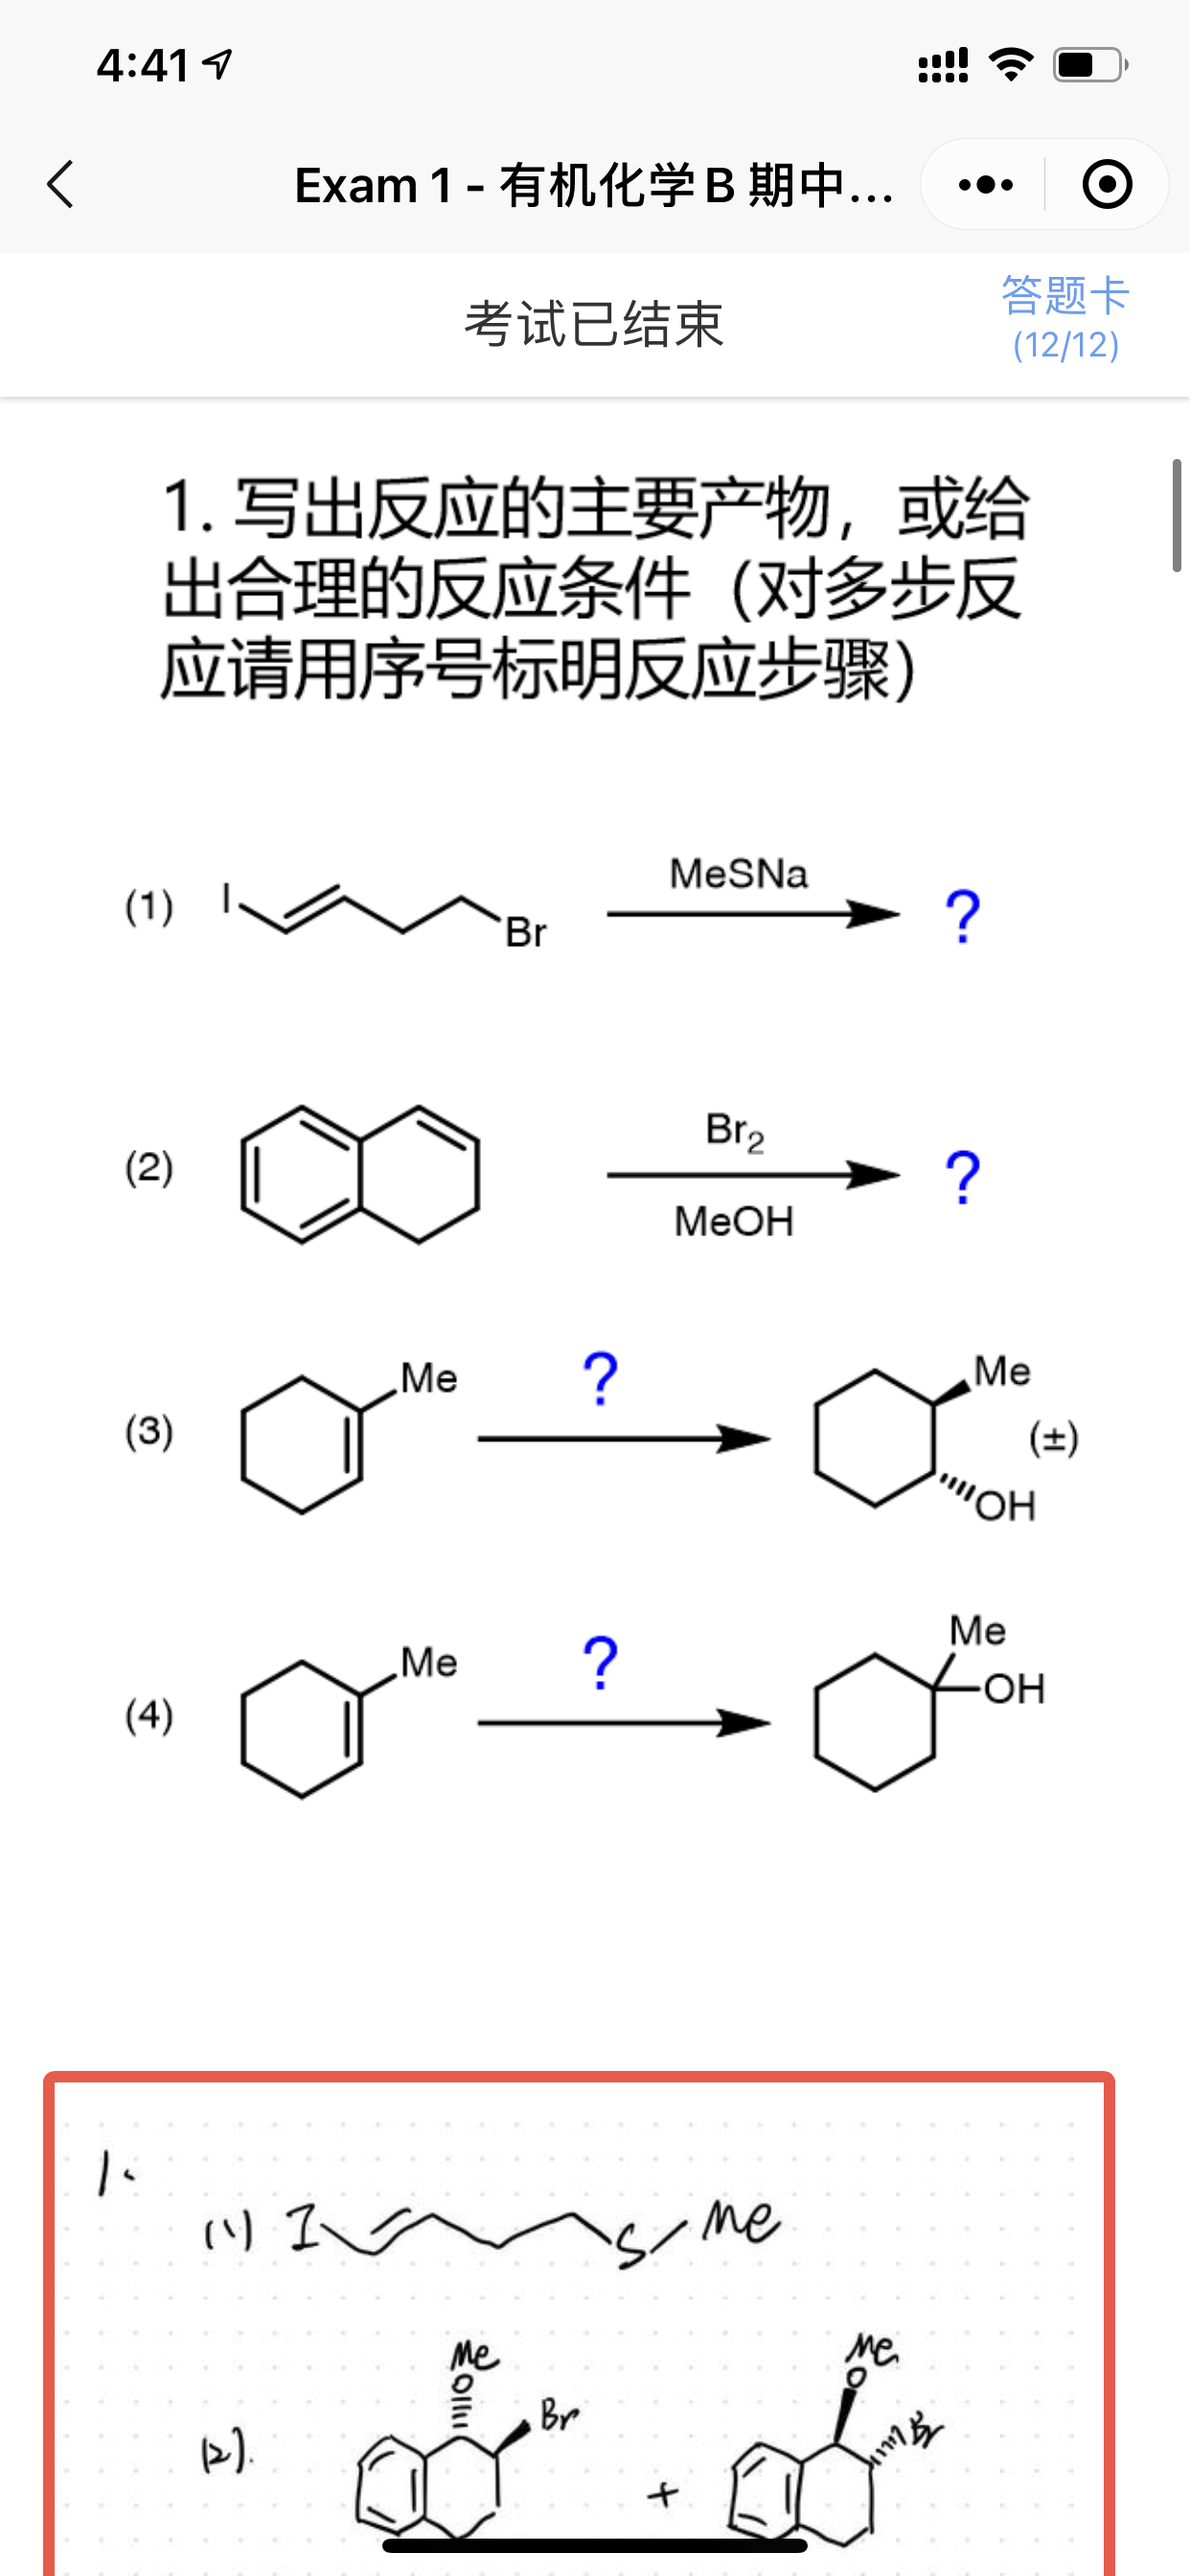 4:41
Exam 1 - 有机化学 B 期中...
考试已结束
答题卡
(12/12)
1. 写出反应的主要产物，或给
出合理的反应条件（对多步反
应请用序号标明反应步骤）
(1) I Br MeSNa ?
(2) Br2 MeOH ?
(3) Me ? Me (±) OH
(4) Me ? Me OH
1.
(1) I S Me
(2). Me O Br + Me O Br